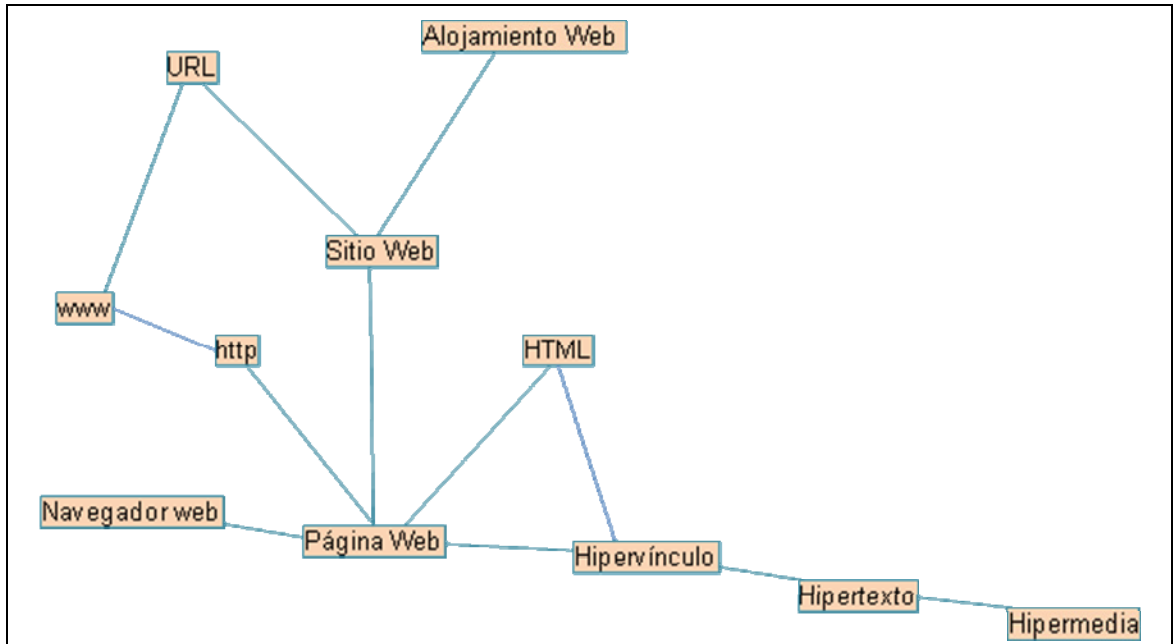 Alojamiento Web
URL
Sitio Web
www
http
HTML
Navegador web
Página Web
Hipervínculo
Hipertexto
Hipermedia